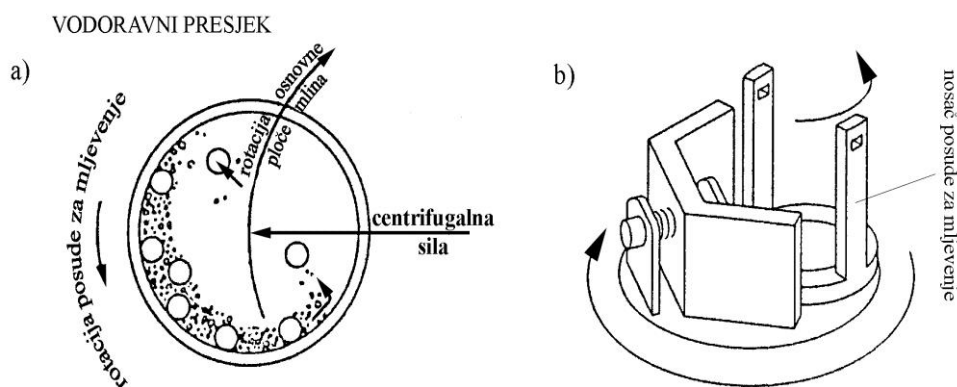 VODORAVNI PRESJEK
a)
rotacija posude za mljevenje
rotacija osnovne
ploče mlina
centrifugalna
sila
b)
nosač posude za mljevenje